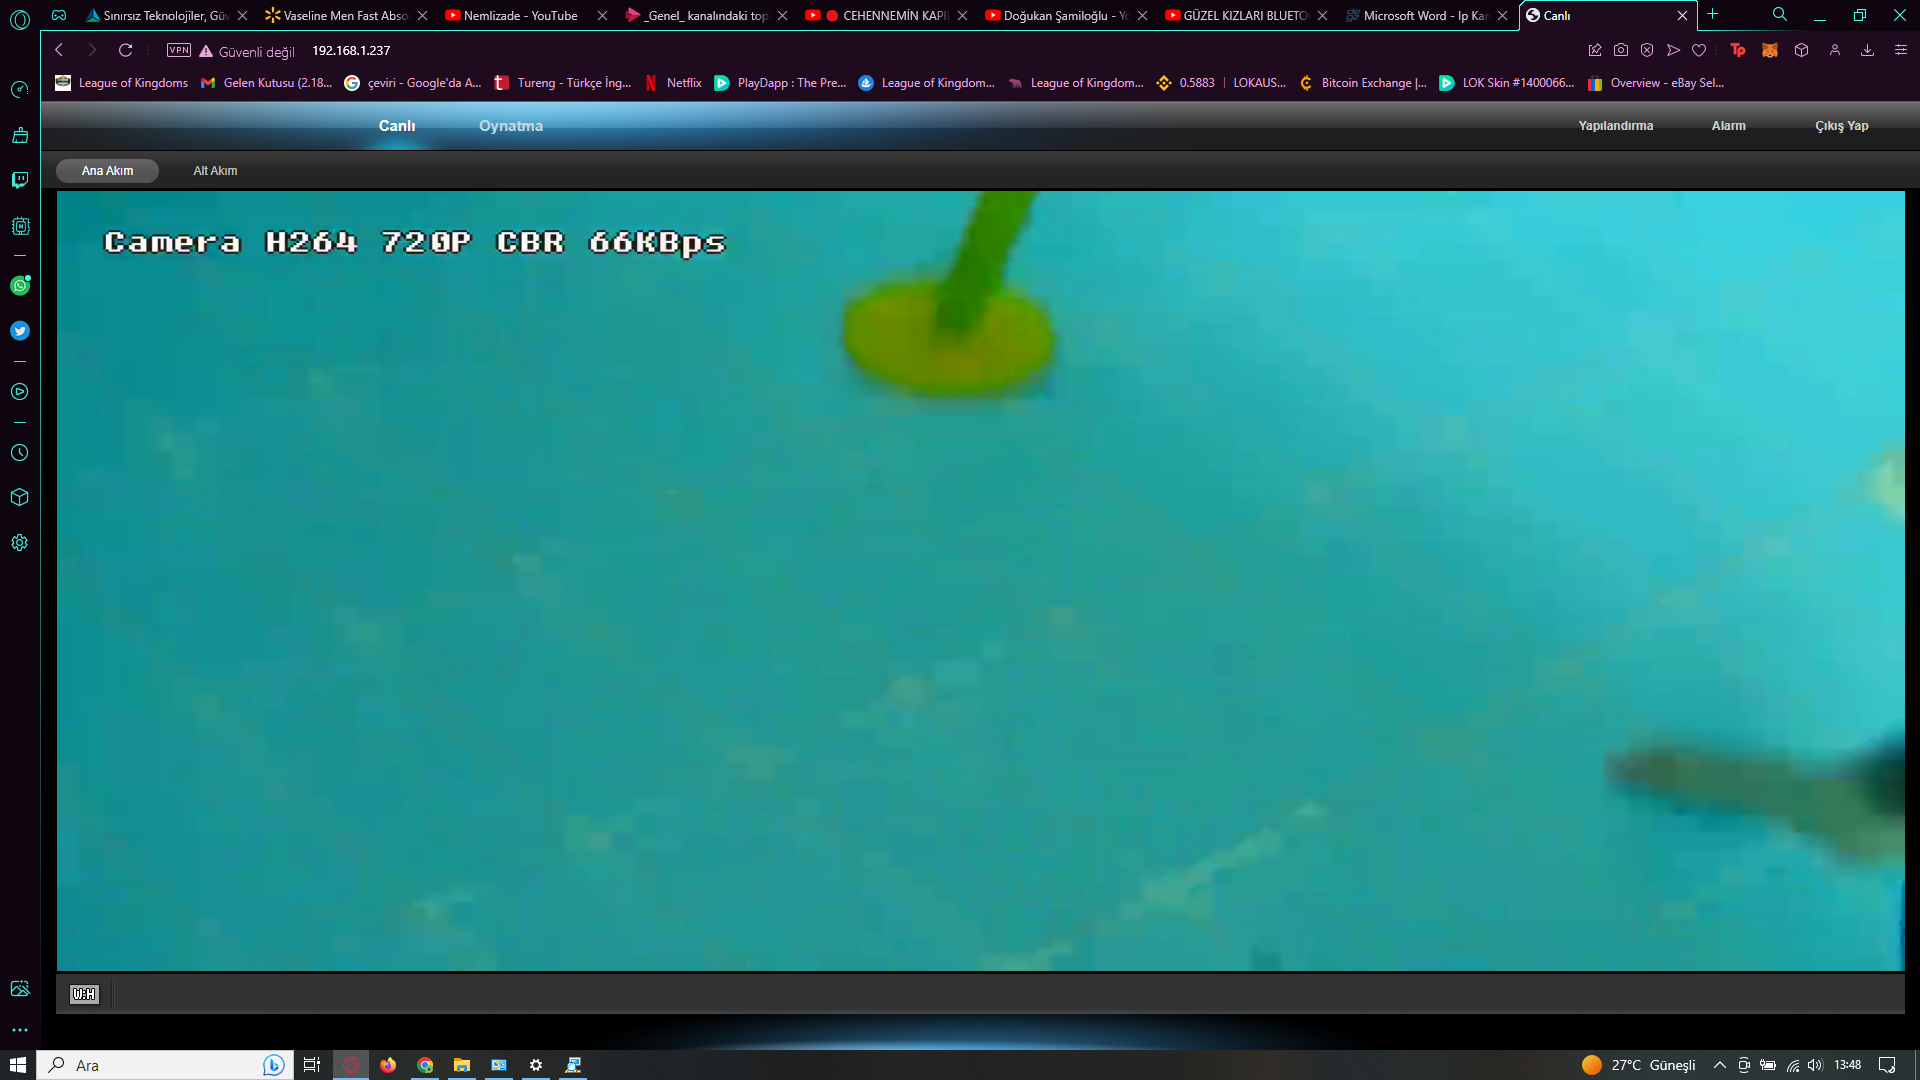 Sınırsız Teknolojiler, Güv
Vaseline Men Fast Abso
Nemlizade - YouTube
_Genel_ kanalındaki top
CEHENNEMİN KAPI
Doğukan Şamiloğlu - Yo
GÜZEL KIZLARI BLUETO
Microsoft Word - Ip Kam
Canlı
VPN
Güvenli değil
192.168.1.237
League of Kingdoms
Gelen Kutusu (2.18...
çeviri - Google'da A...
Tureng - Türkçe İng...
Netflix
PlayDapp : The Pre...
League of Kingdom...
League of Kingdom...
0.5883 | LOKAUS...
Bitcoin Exchange |...
LOK Skin #1400066...
Overview - eBay Sel...
Canlı
Oynatma
Yapılandırma
Alarm
Çıkış Yap
Ana Akım
Alt Akım
Camera H264 720P CBR 66KBps
W:H
Ara
27°C Güneşli
13:48